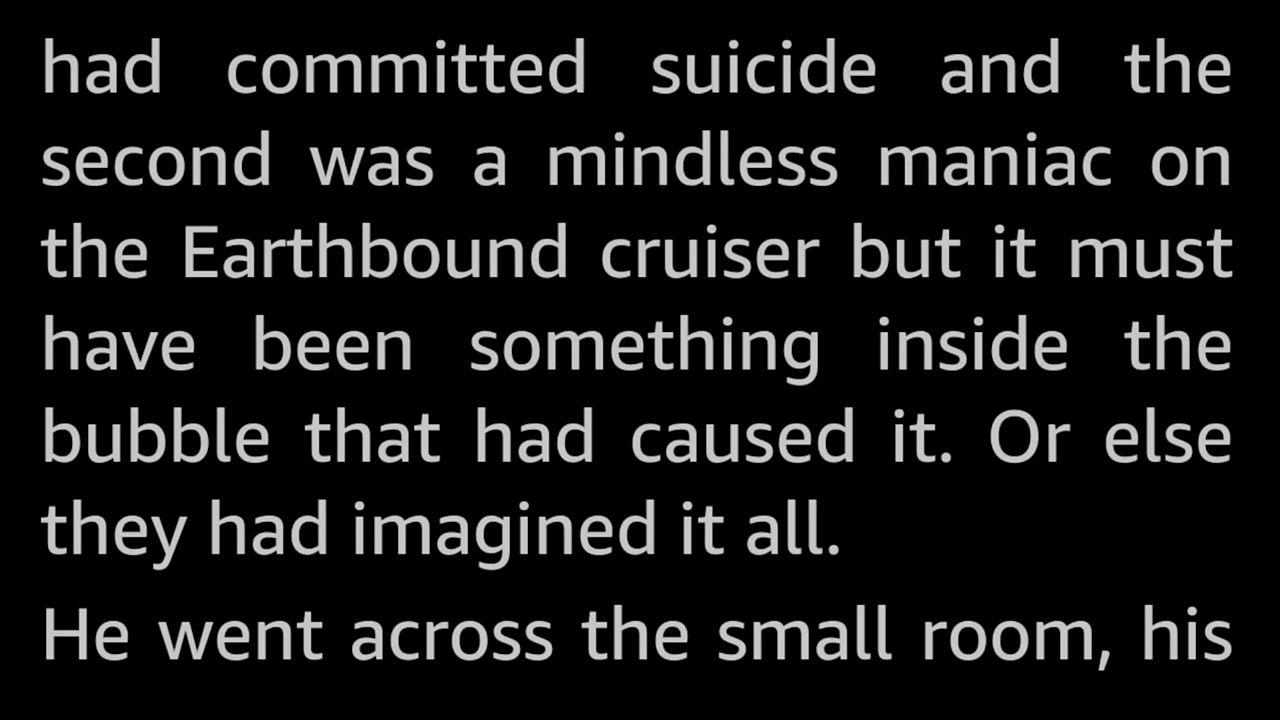 had committed suicide and the
second was a mindless maniac on
the Earthbound cruiser but it must
have been something inside the
bubble that had caused it. Or else
they had imagined it all.
He went across the small room, his